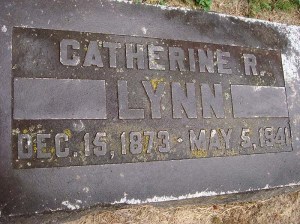 CATHERINE R.
LYNN
DEC. 15, 1873 - MAY 5, 1941